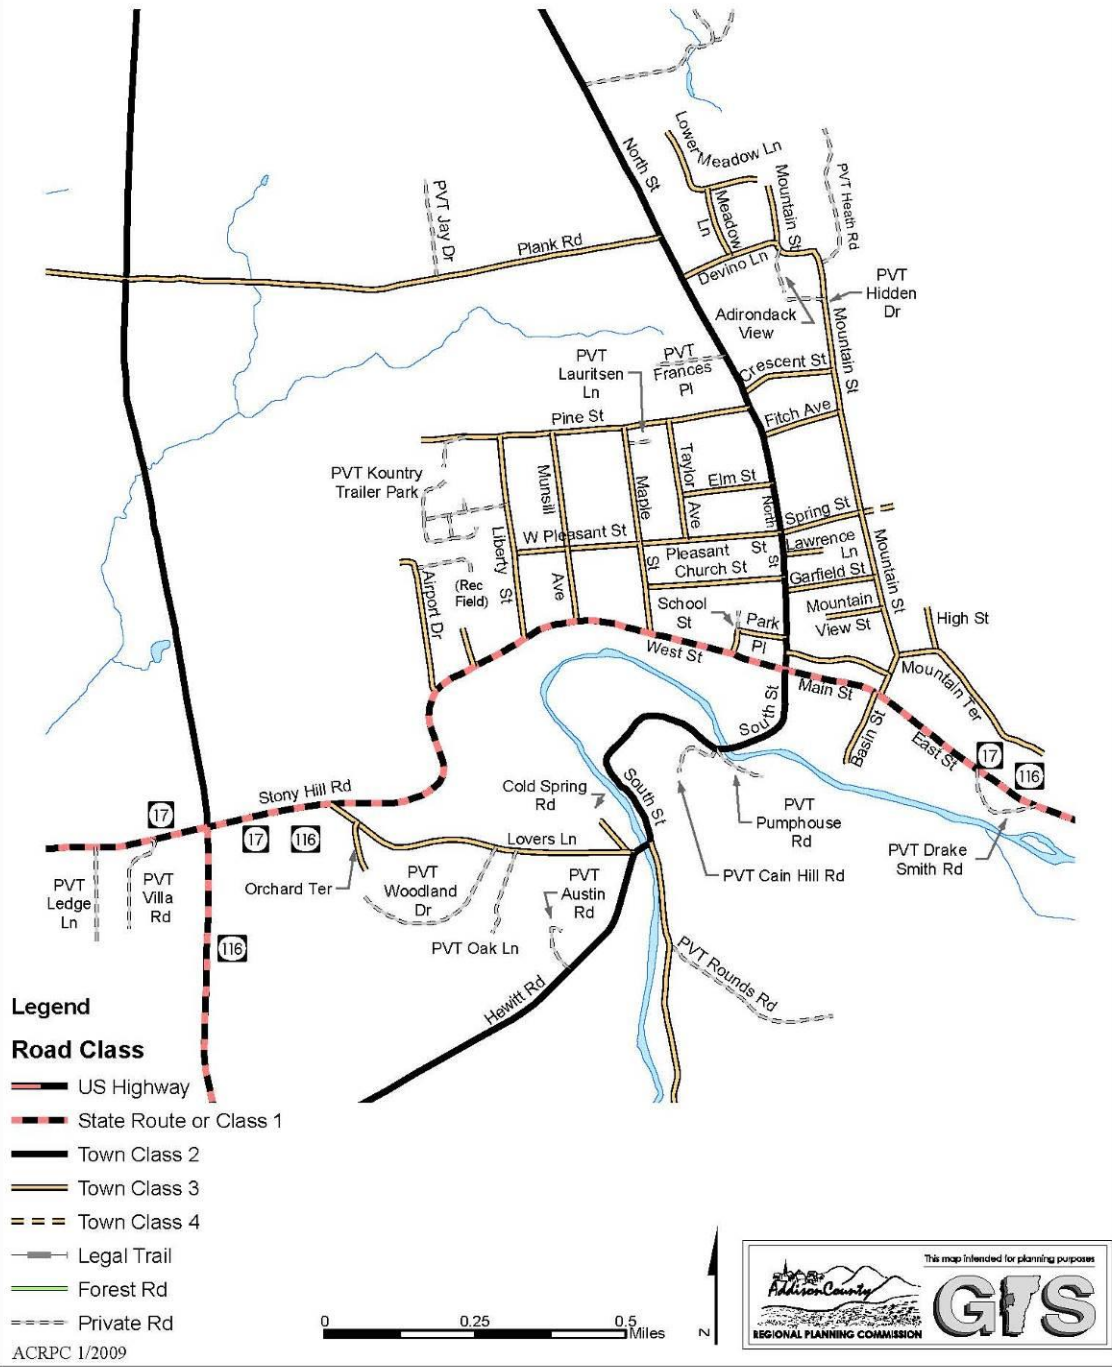 Lower
Meadow Ln
North St
Mountain St
PVT Heath Rd
PVT Jay Dr
Meadow
Ln
Plank Rd
Devino Ln
PVT
Hidden
Dr
Adirondack
View
Mountain St
PVT
Lauritsen
Ln
PVT
Frances
Pl
Crescent St
Pine St
Fitch Ave
PVT Kountry
Trailer Park
Munsill
Ave
Maple
St
Taylor
Ave
Elm St
North
St
Spring St
Liberty St
W Pleasant St
Pleasant St
Church St
Lawrence
Ln
Garfield St
Mountain St
Airport Dr
(Rec
Field)
School
St
Park
Pl
Mountain
View St
High St
West St
Main St
Mountain Ter
South St
Basin St
East St
17
116
Stony Hill Rd
Cold Spring
Rd
South St
PVT
Pumphouse
Rd
17
17
116
Lovers Ln
PVT Drake
Smith Rd
PVT Cain Hill Rd
PVT
Ledge
Ln
PVT
Villa
Rd
Orchard Ter
PVT
Woodland
Dr
PVT
Austin
Rd
PVT Oak Ln
116
PVT Rounds Rd
Hewitt Rd
Legend
Road Class
US Highway
State Route or Class 1
Town Class 2
Town Class 3
Town Class 4
Legal Trail
Forest Rd
Private Rd
ACRPC 1/2009
0 0.25 0.5
Miles
N
This map intended for planning purposes
Addison County
REGIONAL PLANNING COMMISSION
GIS